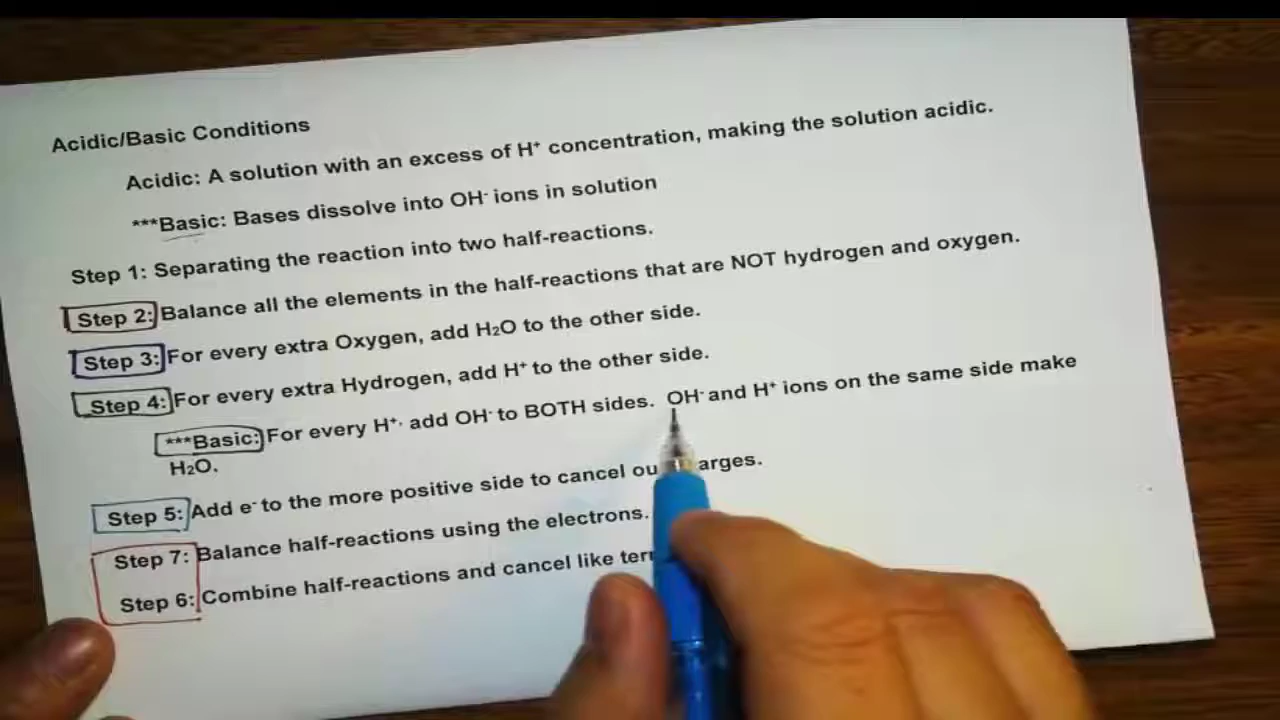 Acidic/Basic Conditions
Acidic: A solution with an excess of H⁺ concentration, making the solution acidic.
***Basic: Bases dissolve into OH⁻ ions in solution
Step 1: Separating the reaction into two half-reactions.
Step 2: Balance all the elements in the half-reactions that are NOT hydrogen and oxygen.
Step 3: For every extra Oxygen, add H₂O to the other side.
Step 4: For every extra Hydrogen, add H⁺ to the other side.
***Basic: For every H⁺, add OH⁻ to BOTH sides. OH⁻ and H⁺ ions on the same side make
H₂O.
Step 5: Add e⁻ to the more positive side to cancel
Step 7: Balance half-reactions using the electrons.
Step 6: Combine half-reactions and cancel like